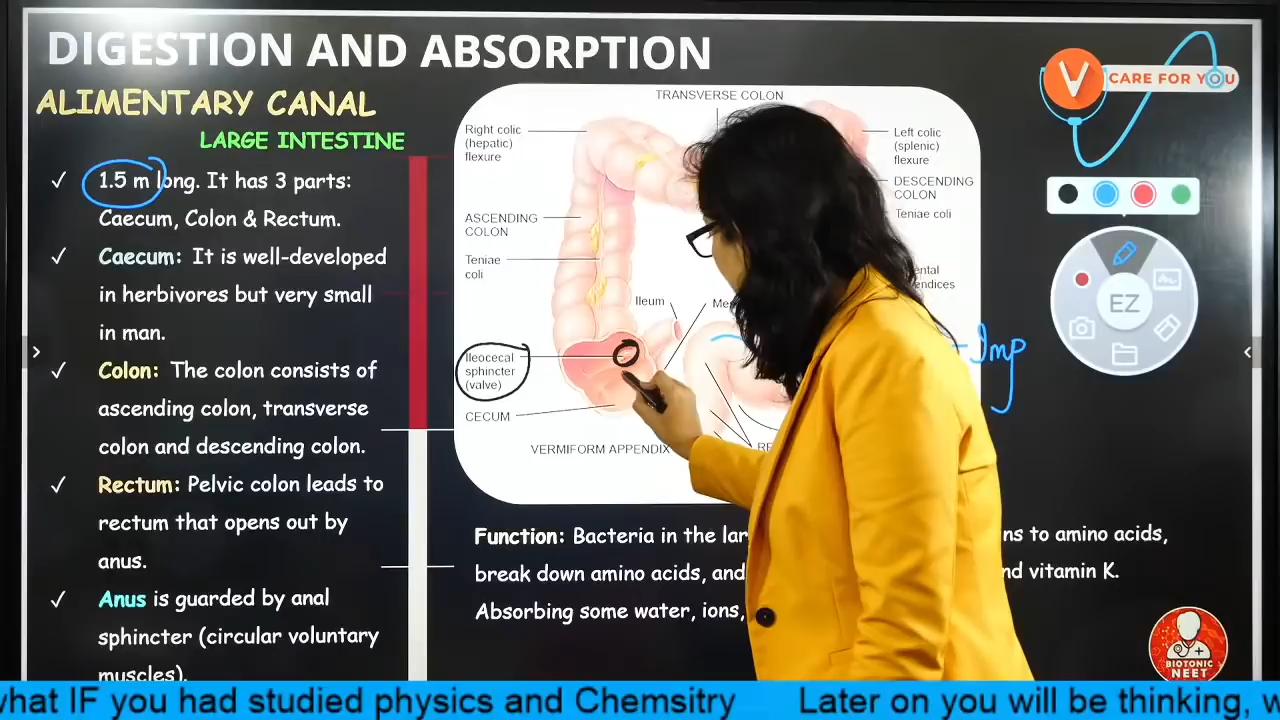 DIGESTION AND ABSORPTION
CARE FOR YOU
ALIMENTARY CANAL
LARGE INTESTINE
✓ 1.5 m long. It has 3 parts:
Caecum, Colon & Rectum.
✓ Caecum: It is well-developed
in herbivores but very small
in man.
✓ Colon: The colon consists of
ascending colon, transverse
colon and descending colon.
✓ Rectum: Pelvic colon leads to
rectum that opens out by
anus.
✓ Anus is guarded by anal
sphincter (circular voluntary
muscles).
TRANSVERSE COLON
Right colic
(hepatic)
flexure
Left colic
(splenic)
flexure
DESCENDING
COLON
Teniae coli
ASCENDING
COLON
Teniae
coli
Ileum
Ileocecal
sphincter
(valve)
CECUM
VERMIFORM APPENDIX
Imp
EZ
Function: Bacteria in the
ns to amino acids,
break down amino acids, and
nd vitamin K.
Absorbing some water, ions,
BIOTONIC
NEET
what IF you had studied physics and Chemsitry
Later on you will be thinking,